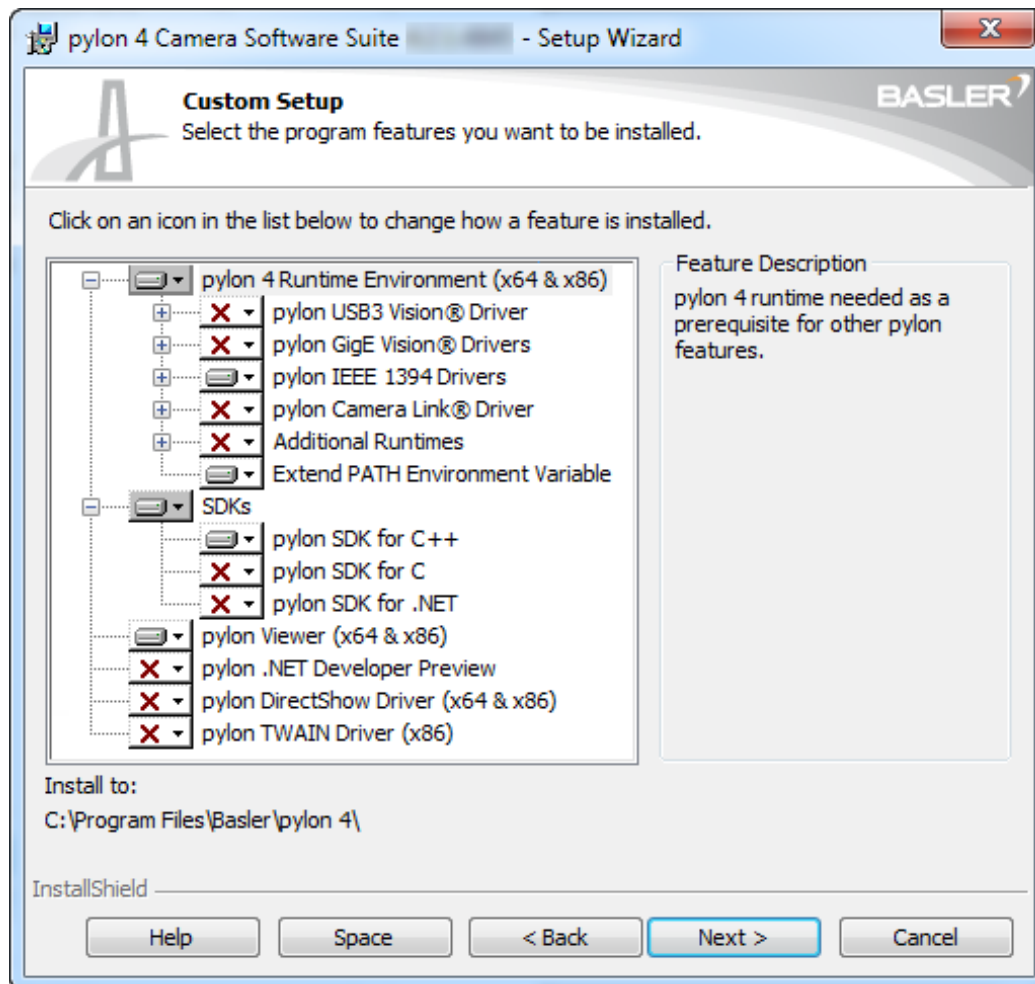 pylon 4 Camera Software Suite - Setup Wizard
BASLER
Custom Setup
Select the program features you want to be installed.
Click on an icon in the list below to change how a feature is installed.
pylon 4 Runtime Environment (x64 & x86)
pylon USB3 Vision® Driver
pylon GigE Vision® Drivers
pylon IEEE 1394 Drivers
pylon Camera Link® Driver
Additional Runtimes
Extend PATH Environment Variable
SDKs
pylon SDK for C++
pylon SDK for C
pylon SDK for .NET
pylon Viewer (x64 & x86)
pylon .NET Developer Preview
pylon DirectShow Driver (x64 & x86)
pylon TWAIN Driver (x86)
Feature Description
pylon 4 runtime needed as a
prerequisite for other pylon
features.
Install to:
C:\Program Files\Basler\pylon 4\
InstallShield
Help
Space
< Back
Next >
Cancel